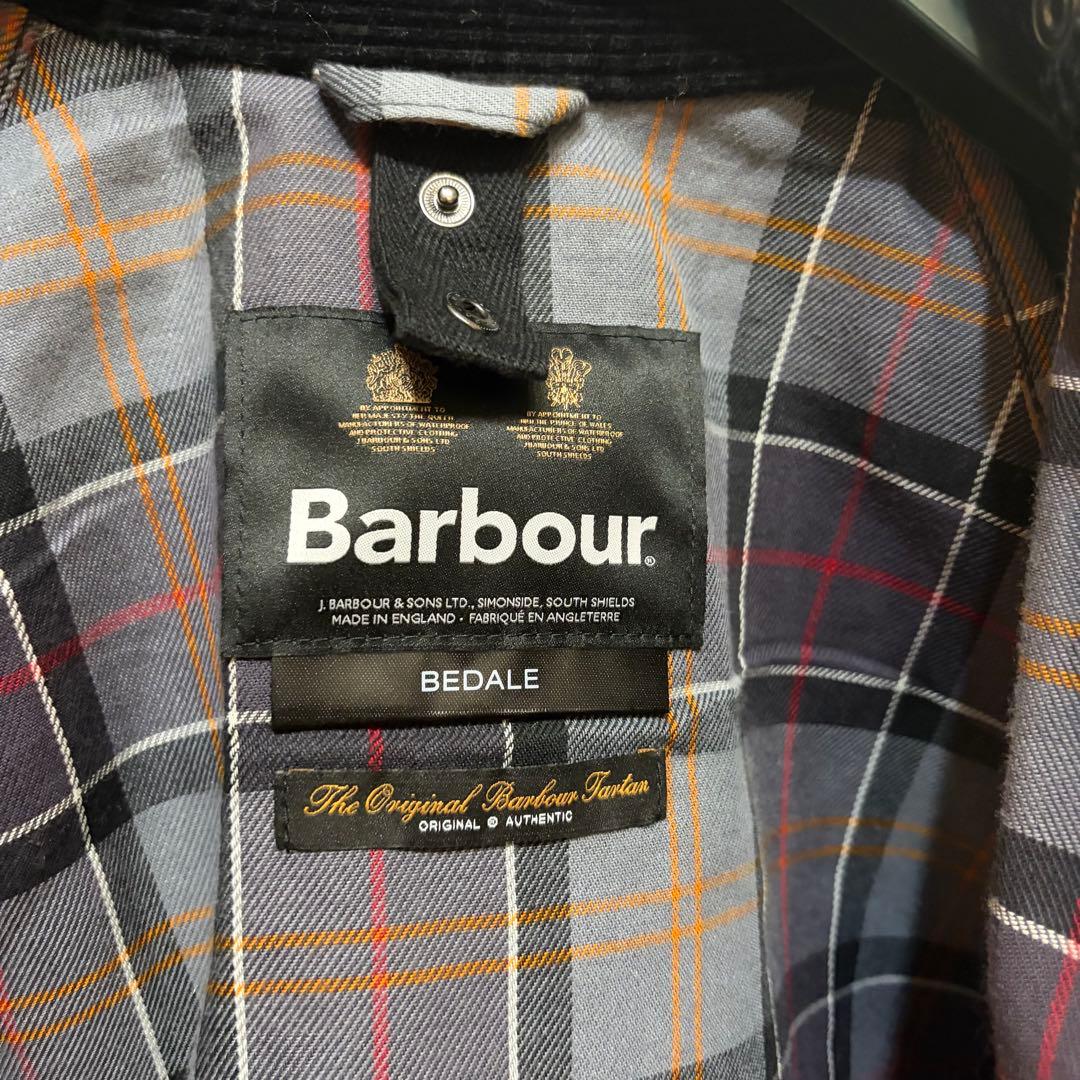 BY APPOINTMENT TO
HER MAJESTY THE QUEEN
MANUFACTURERS OF WATERPROOF
AND PROTECTIVE CLOTHING
J.BARBOUR & SONS LTD
SOUTH SHIELDS
BY APPOINTMENT TO
HRH THE PRINCE OF WALES
MANUFACTURERS OF WATERPROOF
AND PROTECTIVE CLOTHING
J.BARBOUR & SONS LTD
SOUTH SHIELDS
Barbour®
J. BARBOUR & SONS LTD., SIMONSIDE, SOUTH SHIELDS
MADE IN ENGLAND · FABRIQUÉ EN ANGLETERRE
BEDALE
The Original Barbour Tartan
ORIGINAL @ AUTHENTIC